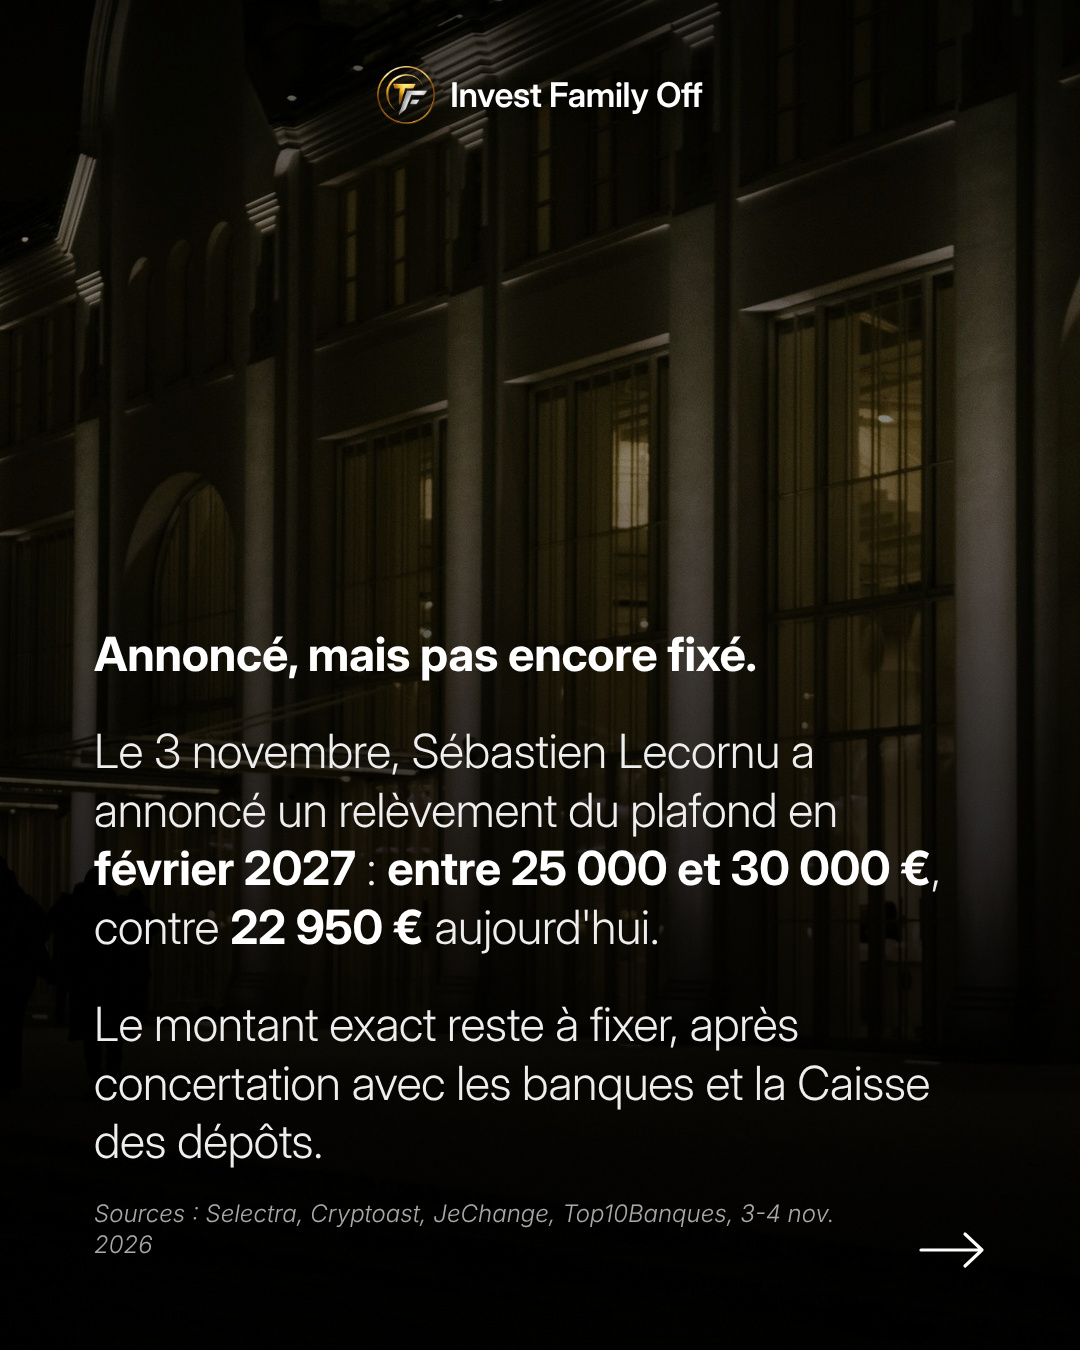 TF Invest Family Off
Annoncé, mais pas encore fixé.
Le 3 novembre, Sébastien Lecornu a
annoncé un relèvement du plafond en
février 2027 : entre 25 000 et 30 000 €,
contre 22 950 € aujourd'hui.
Le montant exact reste à fixer, après
concertation avec les banques et la Caisse
des dépôts.
Sources : Selectra, Cryptoast, JeChange, Top10Banques, 3-4 nov.
2026